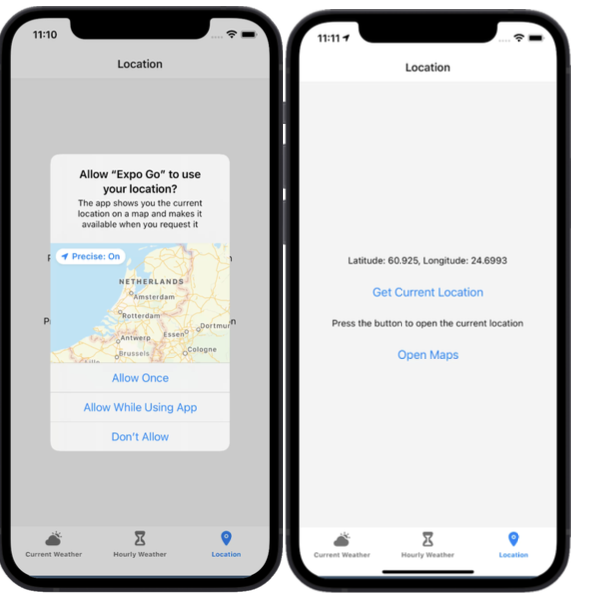 11:10
Location
Allow “Expo Go” to use
your location?
The app shows you the current
location on a map and makes it
available when you request it
Precise: On
NETHERLANDS
Amsterdam
Rotterdam
Dortmu
Essen
Antwerp
Cologne
Brussels
Lille
Allow Once
Allow While Using App
Don’t Allow
Current Weather
Hourly Weather
Location
11:11
Location
Latitude: 60.925, Longitude: 24.6993
Get Current Location
Press the button to open the current location
Open Maps
Current Weather
Hourly Weather
Location